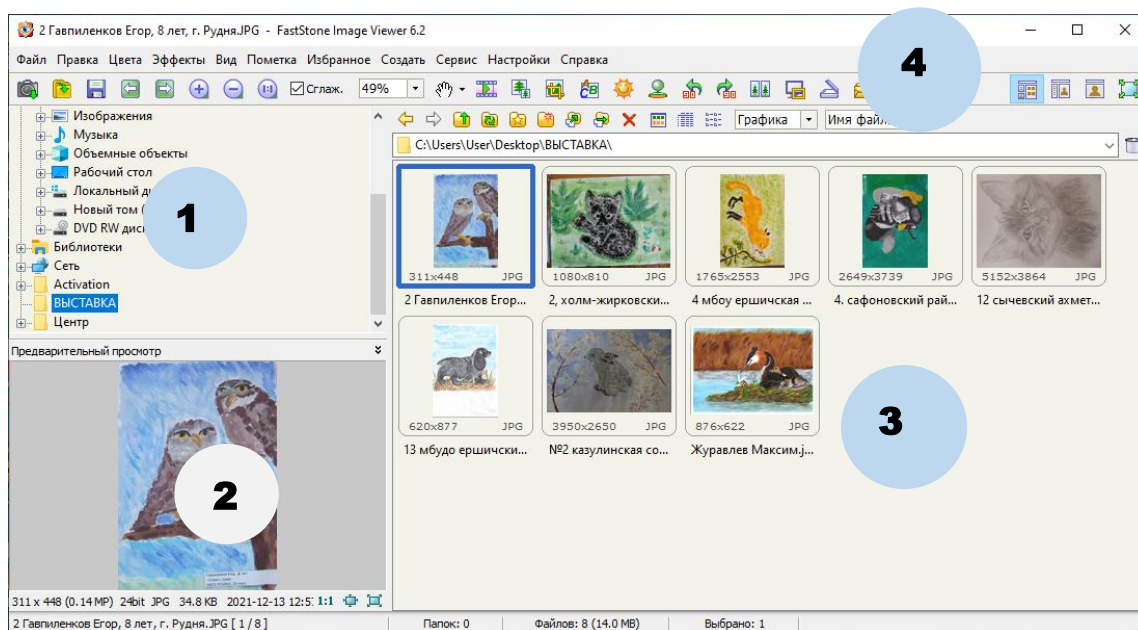 2 Гавпиленков Егор, 8 лет, г. Рудня.JPG - FastStone Image Viewer 6.2
Файл Правка Цвета Эффекты Вид Пометка Избранное Создать Сервис Настройки Справка
4
Сглаж. 49%
Графика Имя файл
C:\Users\User\Desktop\ВЫСТАВКА\
Изображения
Музыка
Объемные объекты
Рабочий стол
Локальный д
Новый том (
DVD RW дис
Библиотеки
Сеть
Activation
ВЫСТАВКА
Центр
1
Предварительный просмотр
2
311 x 448 (0.14 MP) 24bit JPG 34.8 KB 2021-12-13 12:5 1:1
311x448 JPG
2 Гавпиленков Егор...
1080x810 JPG
2, холм-жирковски...
1765x2553 JPG
4 мбоу ершичская ...
2649x3739 JPG
4. сафоновский рай...
5152x3864 JPG
12 сычевский ахмет...
620x877 JPG
13 мбудо ершичски...
3950x2650 JPG
№2 казулинская со...
876x622 JPG
Журавлев Максим.j...
3
2 Гавпиленков Егор, 8 лет, г. Рудня.JPG [ 1 / 8 ] Папок: 0 Файлов: 8 (14.0 MB) Выбрано: 1